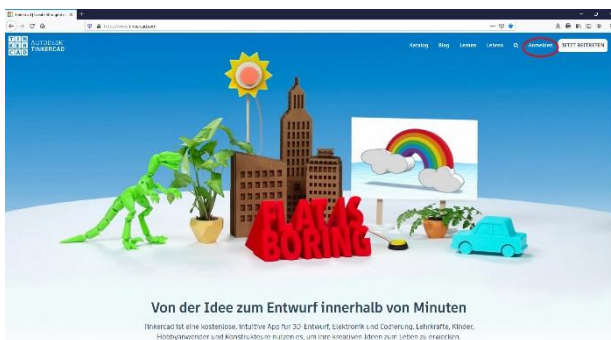 TIN
KER
CAD
AUTODESK
TINKERCAD
Katalog Blog Lernen Lehren Anmelden JETZT BEITRETEN
FLAT IS
BORING
Von der Idee zum Entwurf innerhalb von Minuten
Tinkercad ist eine kostenlose, intuitive App für 3D-Entwurf, Elektronik und Codierung. Lehrkräfte, Kinder,
Hobbyanwender und Konstrukteure nutzen es, um ihre kreativen Ideen zum Leben zu erwecken.